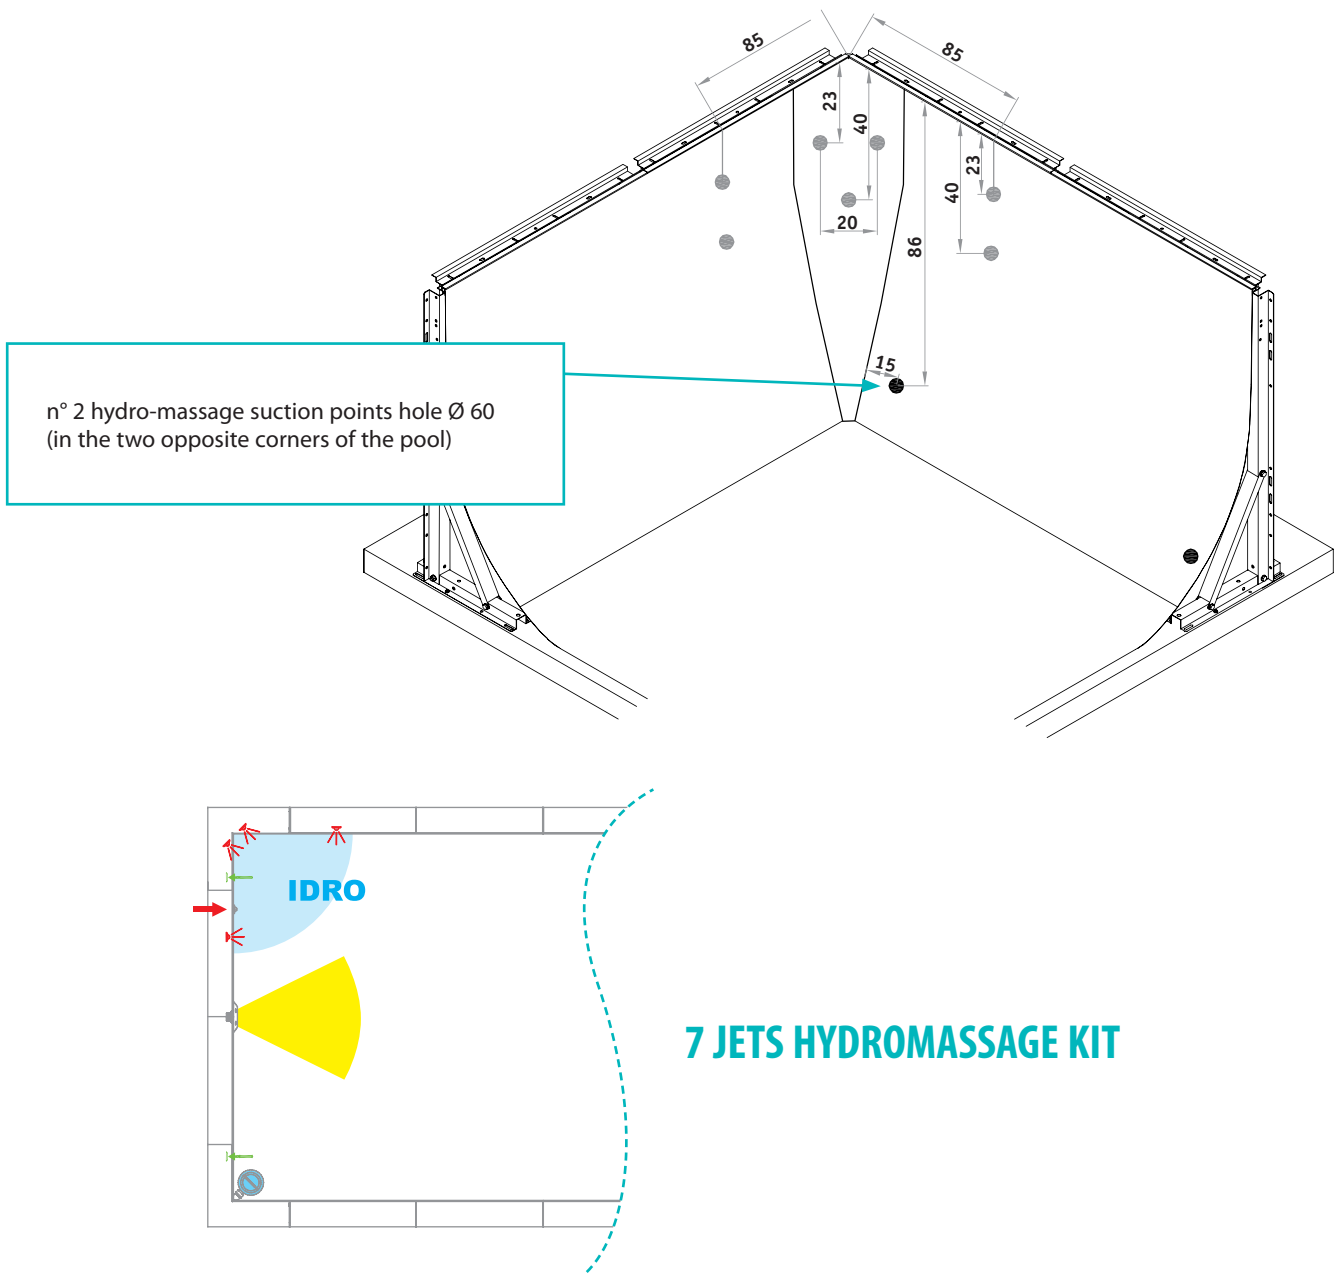 85
85
23
40
23
40
20
86
15
n° 2 hydro-massage suction points hole Ø 60
(in the two opposite corners of the pool)
IDRO
7 JETS HYDROMASSAGE KIT